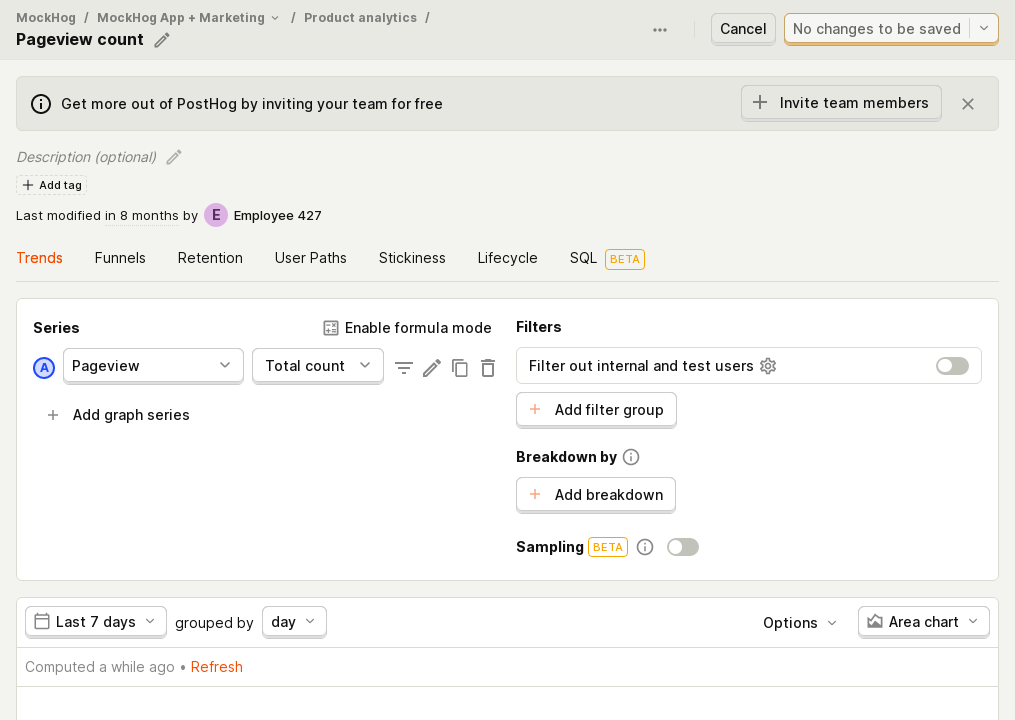 MockHog / MockHog App + Marketing / Product analytics /
Pageview count
Cancel
No changes to be saved
Get more out of PostHog by inviting your team for free
Invite team members
Description (optional)
Add tag
Last modified in 8 months by E Employee 427
Trends Funnels Retention User Paths Stickiness Lifecycle SQL BETA
Series
Enable formula mode
A Pageview Total count
Add graph series
Filters
Filter out internal and test users
Add filter group
Breakdown by
Add breakdown
Sampling BETA
Last 7 days grouped by day
Options
Area chart
Computed a while ago • Refresh